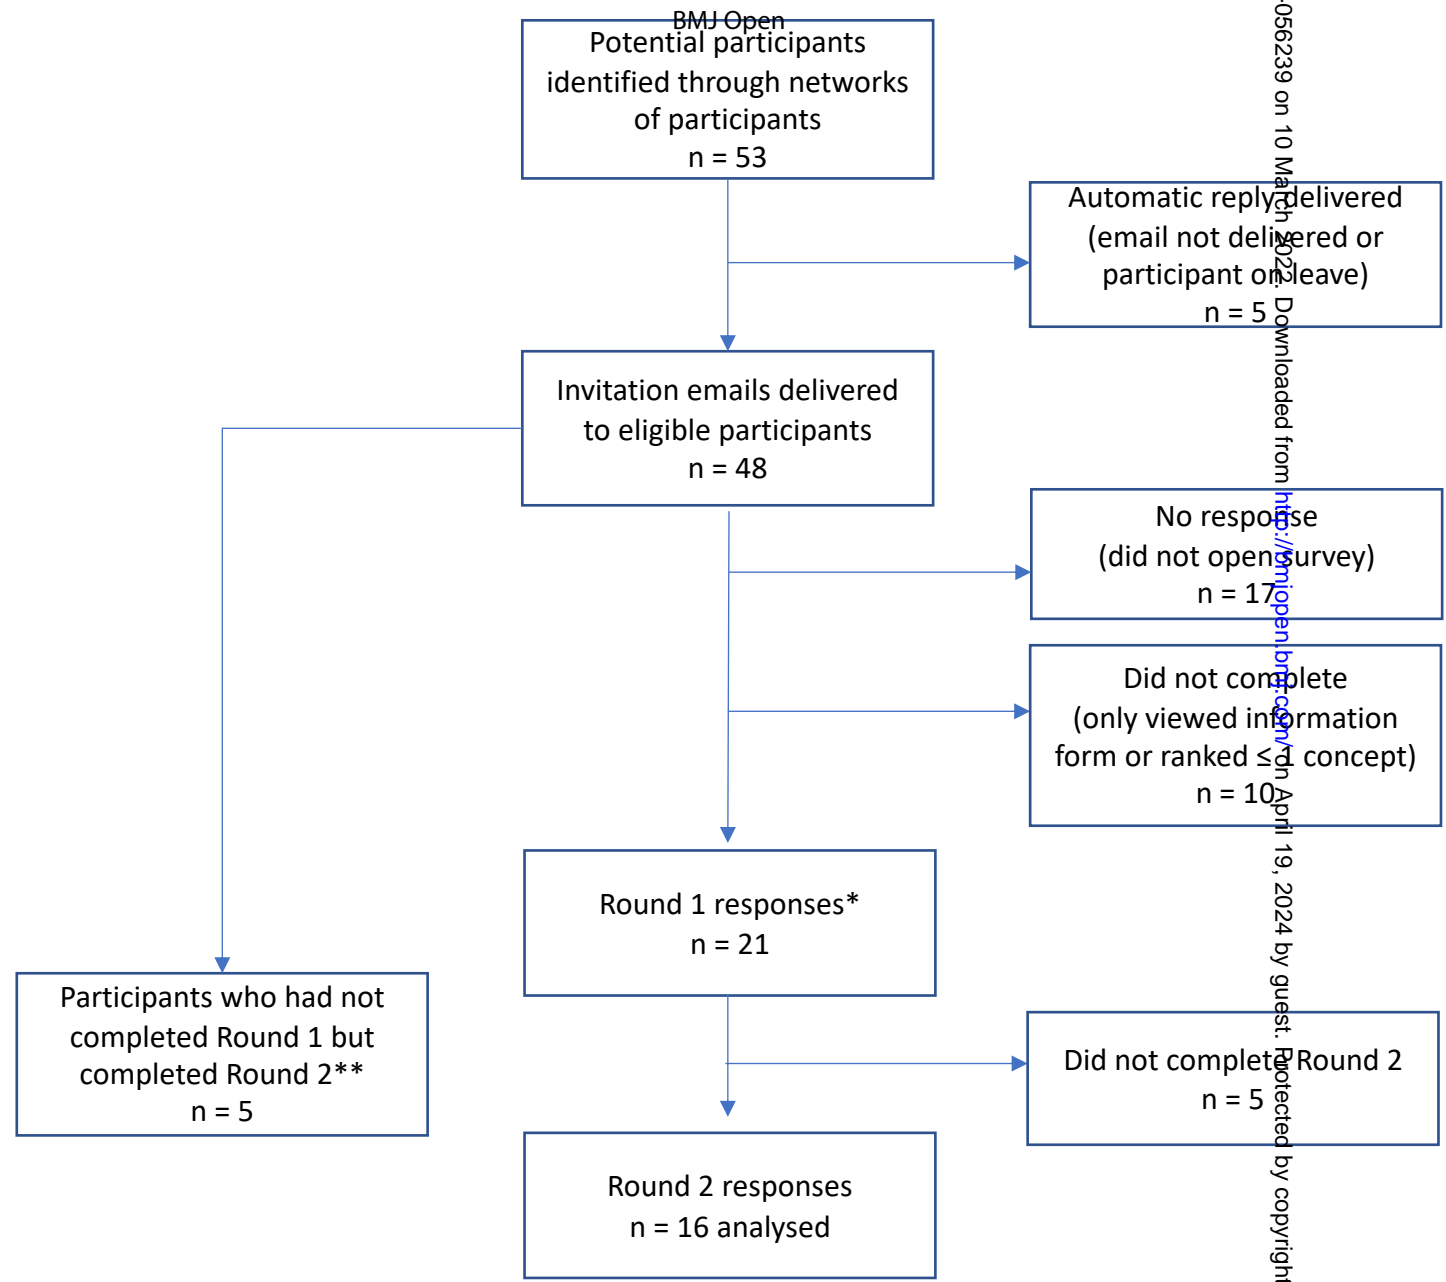 BMJ Open
Potential participants
identified through networks
of participants
n = 53
Automatic reply delivered
(email not delivered or
participant on leave)
n = 5
Invitation emails delivered
to eligible participants
n = 48
No response
(did not open survey)
n = 17
Did not complete
(only viewed information
form or ranked ≤ 1 concept)
n = 10
Round 1 responses*
n = 21
Participants who had not
completed Round 1 but
completed Round 2**
n = 5
Did not complete Round 2
n = 5
Round 2 responses
n = 16 analysed
-056239 on 10 March 2022. Downloaded from http://bmjopen.bmj.com/ on April 19, 2024 by guest. Protected by copyright